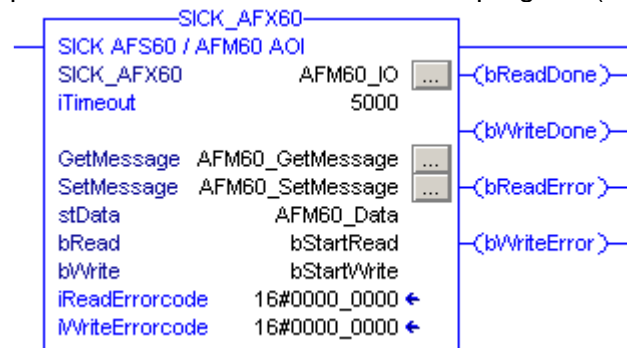 SICK_AFX60
SICK AFS60 / AFM60 AOI
SICK_AFX60 AFM60_IO ... (bReadDone)
iTimeout 5000
(bWriteDone)
GetMessage AFM60_GetMessage ...
SetMessage AFM60_SetMessage ... (bReadError)
stData AFM60_Data
bRead bStartRead (bWriteError)
bWrite bStartWrite
iReadErrorcode 16#0000_0000
iWriteErrorcode 16#0000_0000